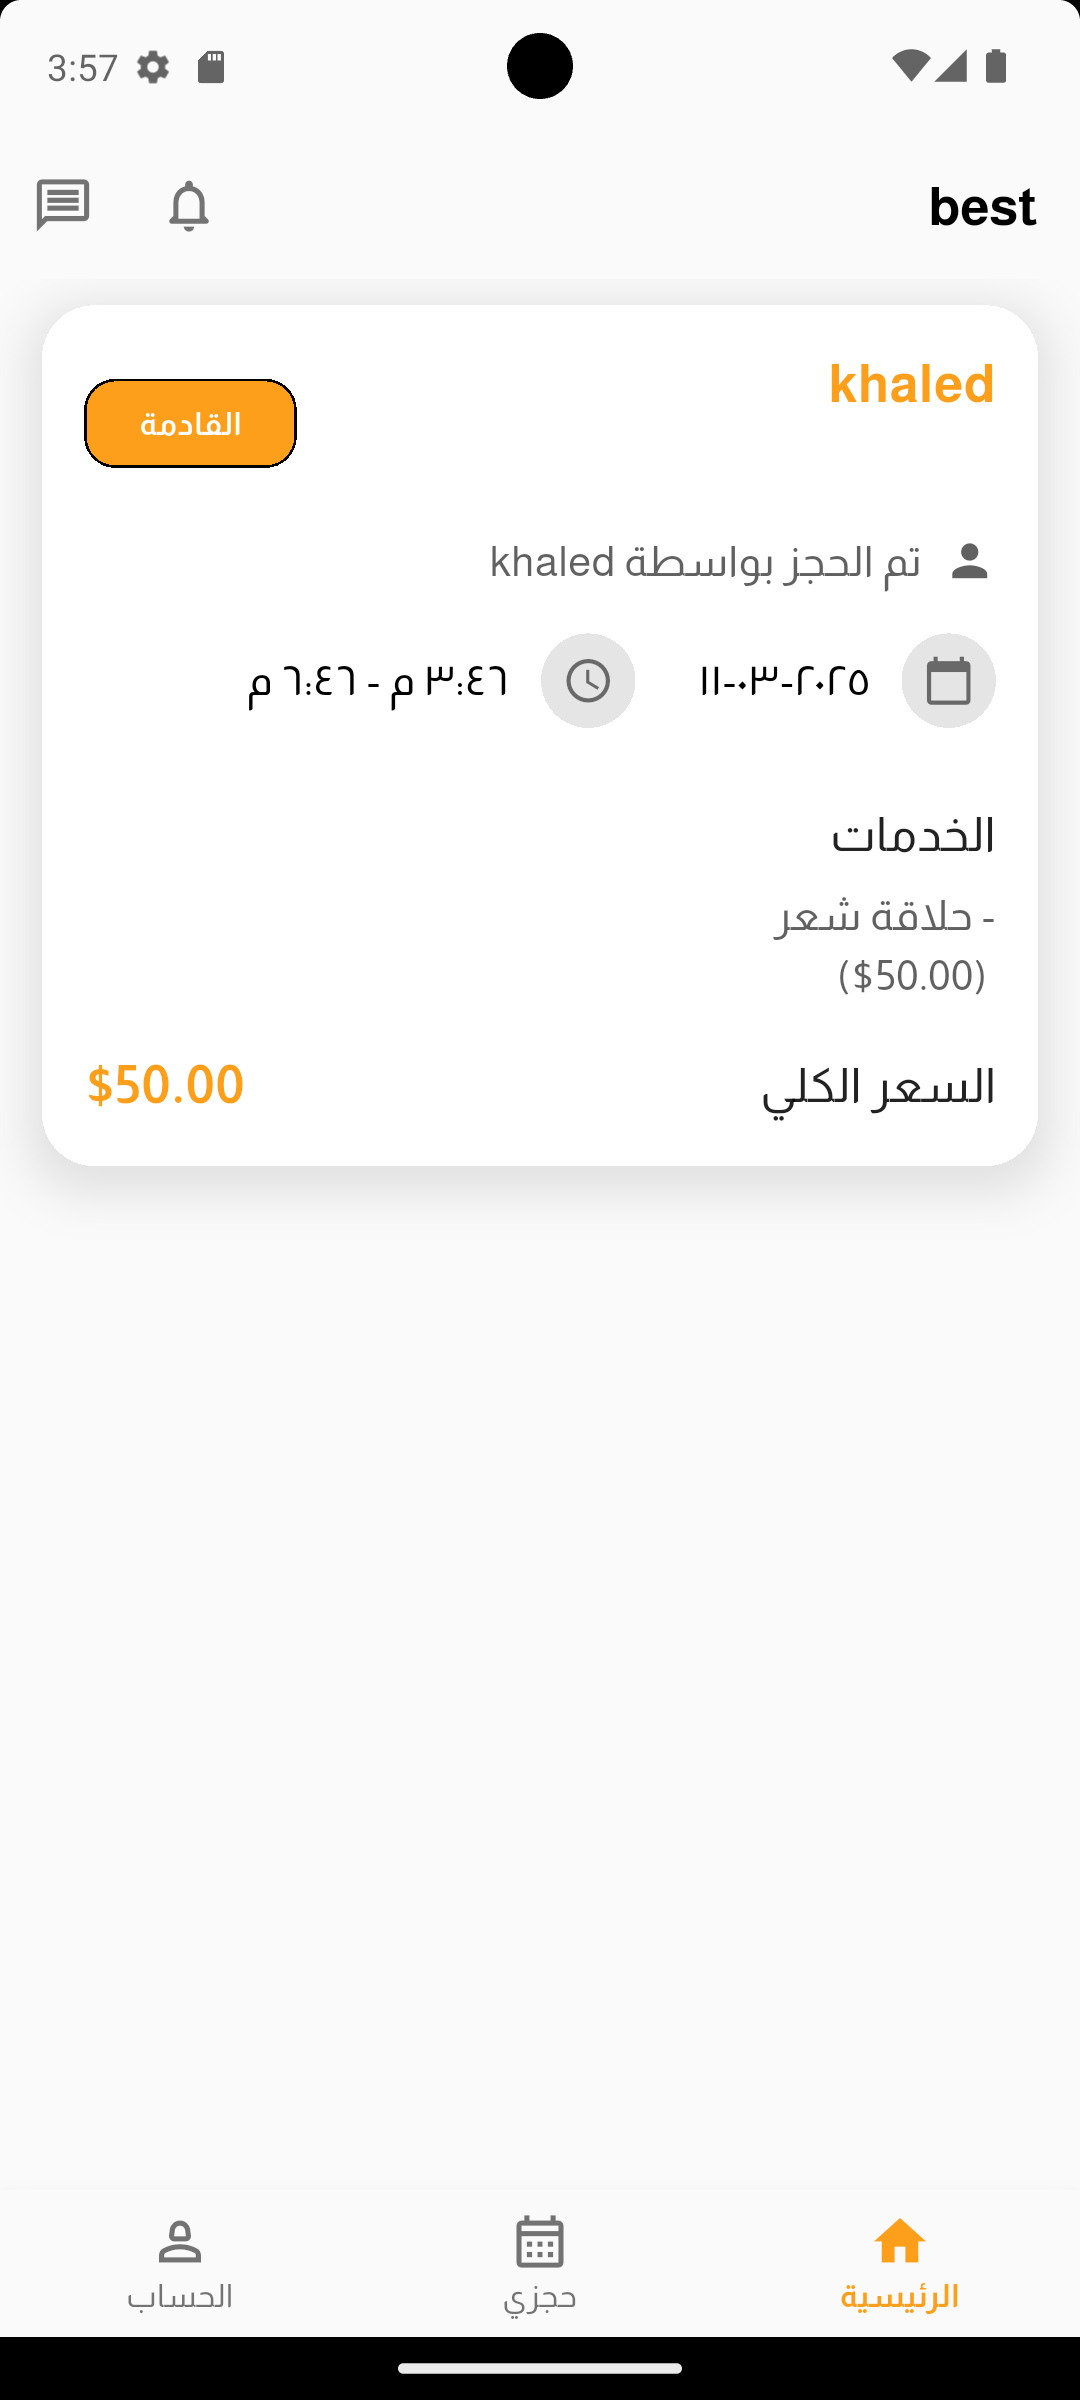 3:57
best
khaled
القادمة
تم الحجز بواسطة khaled
٢٠٢٥-٠٣-١١
٣:٤٦ م - ٦:٤٦ م
الخدمات
- حلاقة شعر
($50.00)
السعر الكلي
$50.00
الرئيسية
حجزي
الحساب